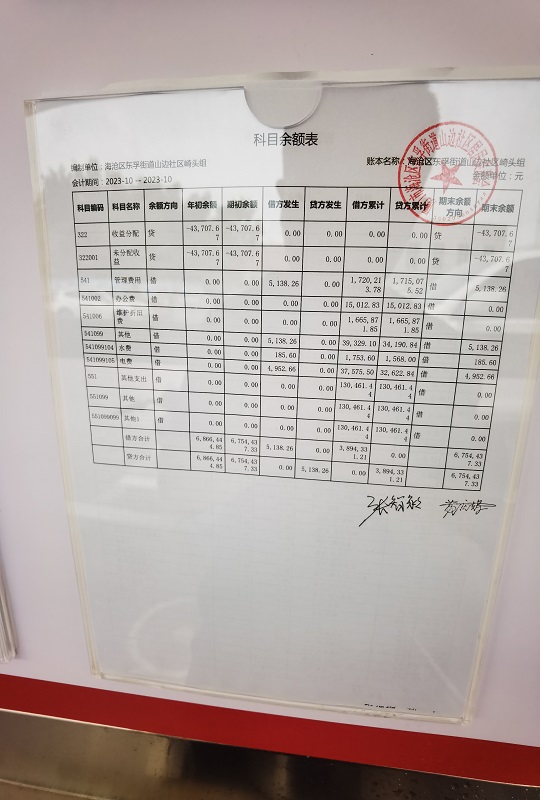 科目余额表
编制单位：海沧区东孚街道山边社区崎头组 账本名称：海沧区东孚街道山边社区崎头组
会计期间：2023-10 → 2023-10 金额单位：元
科目编码 科目名称 余额方向 年初余额 期初余额 借方发生 贷方发生 借方累计 贷方累计 期末余额方向 期末余额
322 收益分配 贷 -43,707.67 -43,707.67 0.00 0.00 0.00 0.00 贷 -43,707.67
322001 未分配收益 贷 -43,707.67 -43,707.67 0.00 0.00 0.00 0.00 贷 -43,707.67
541 管理费用 借 0.00 0.00 5,138.26 0.00 1,720,213.78 1,715,075.52 借 5,138.26
541002 办公费 借 0.00 0.00 0.00 0.00 15,012.83 15,012.83 借 0.00
541006 维护折旧费 借 0.00 0.00 0.00 0.00 1,665,871.85 1,665,871.85 借 0.00
541099 其他 借 0.00 0.00 5,138.26 0.00 39,329.10 34,190.84 借 5,138.26
541099104 水费 借 0.00 0.00 185.60 0.00 1,753.60 1,568.00 借 185.60
541099105 电费 借 0.00 0.00 4,952.66 0.00 37,575.50 32,622.84 借 4,952.66
551 其他支出 借 0.00 0.00 0.00 0.00 130,461.44 130,461.44 借 0.00
551099 其他 借 0.00 0.00 0.00 0.00 130,461.44 130,461.44 借 0.00
551099099 其他1 借 0.00 0.00 0.00 0.00 130,461.44 130,461.44 借 0.00
借方合计 6,866,444.85 6,754,437.33 5,138.26 0.00 3,894,331.21 0.00 6,754,437.33
贷方合计 6,866,444.85 6,754,437.33 0.00 5,138.26 0.00 3,894,331.21 6,754,437.33